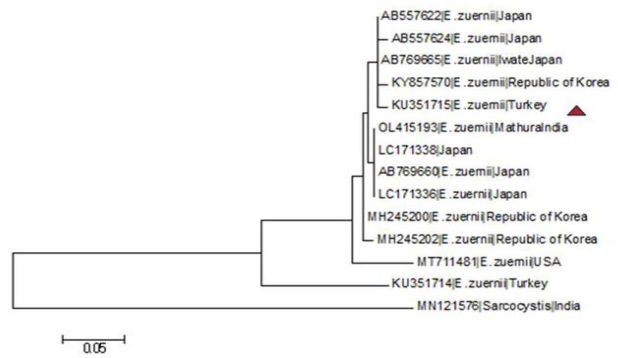 AB557622|E.zuernii|Japan
AB557624|E.zuernii|Japan
AB769665|E.zuernii|IwateJapan
KY857570|E.zuernii|Republic of Korea
KU351715|E.zuernii|Turkey
OL415193|E.zuernii|MathuraIndia
LC171338|Japan
AB769660|E.zuernii|Japan
LC171336|E.zuernii|Japan
MH245200|E.zuernii|Republic of Korea
MH245202|E.zuernii|Republic of Korea
MT711481|E.zuernii|USA
KU351714|E.zuernii|Turkey
MN121576|Sarcocystis|India
0.05